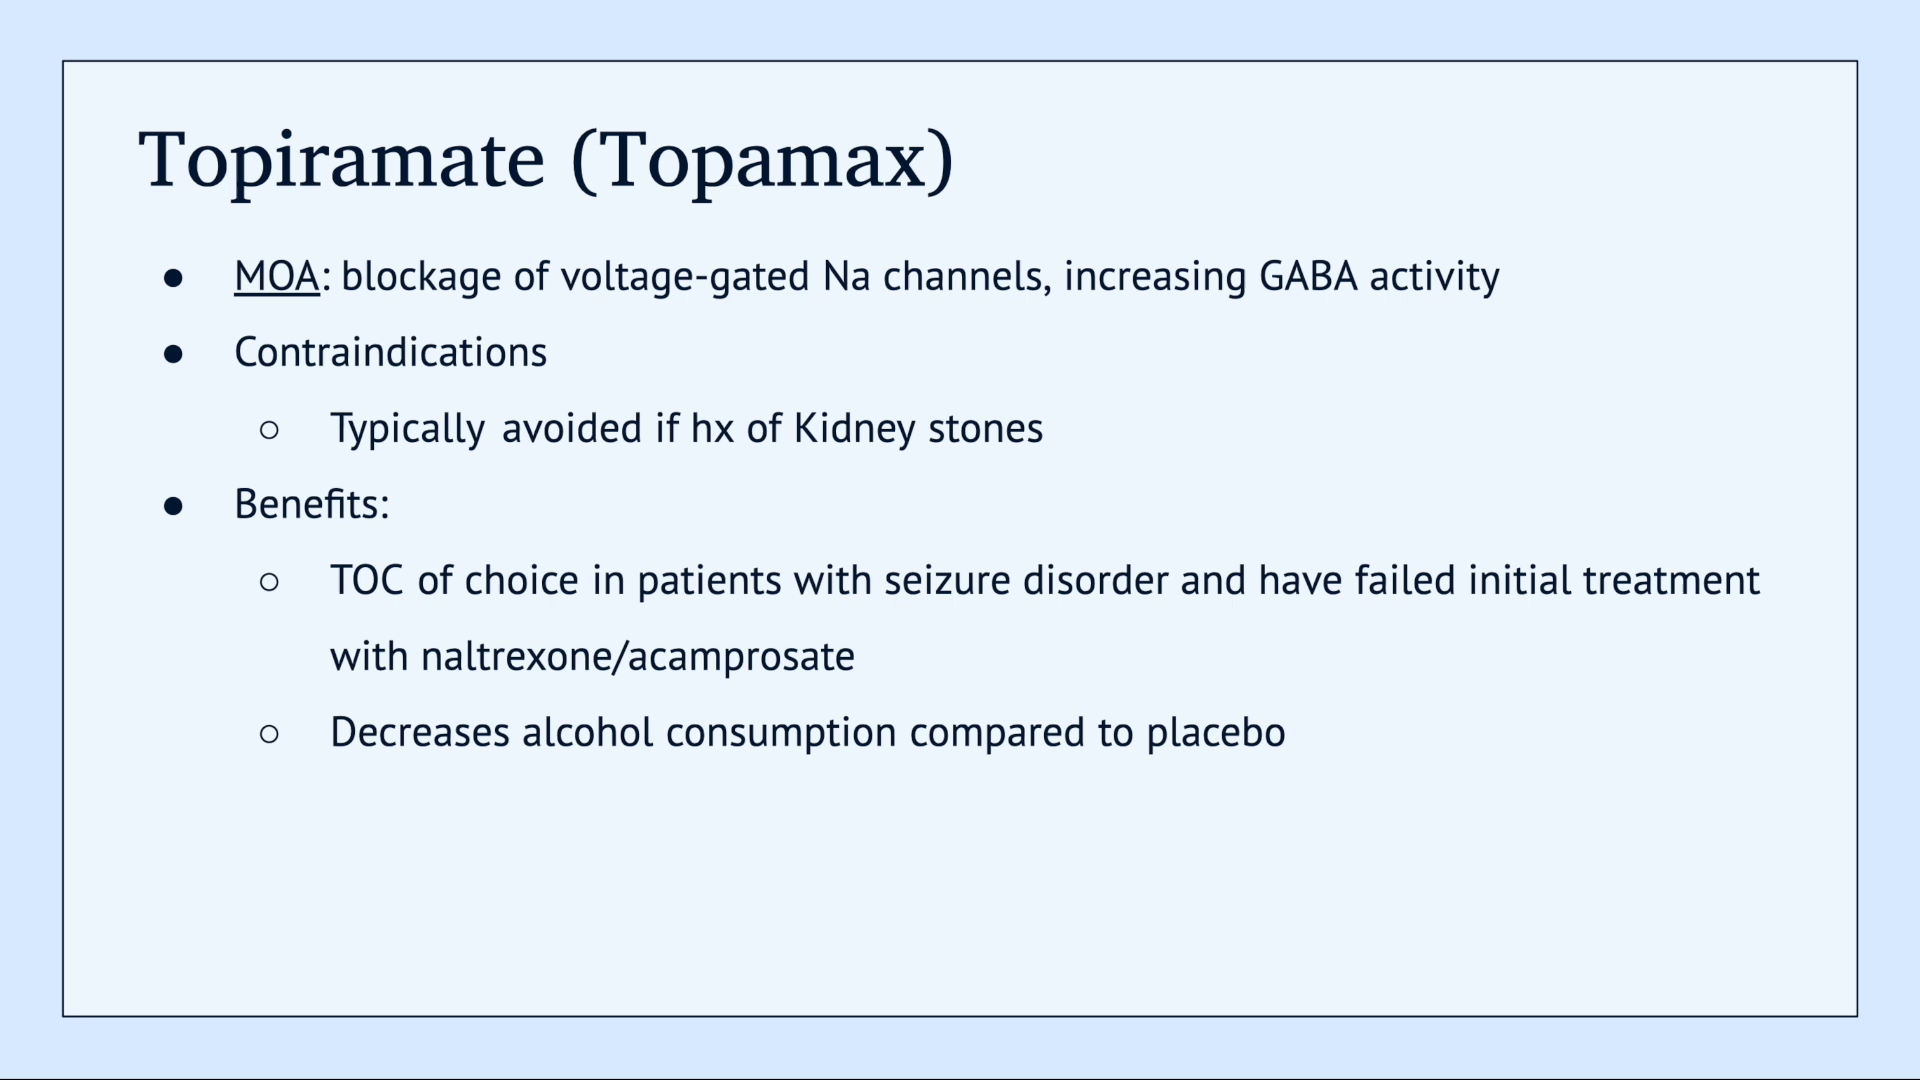 Topiramate (Topamax)
● MOA: blockage of voltage-gated Na channels, increasing GABA activity
● Contraindications
○ Typically avoided if hx of Kidney stones
● Benefits:
○ TOC of choice in patients with seizure disorder and have failed initial treatment
with naltrexone/acamprosate
○ Decreases alcohol consumption compared to placebo